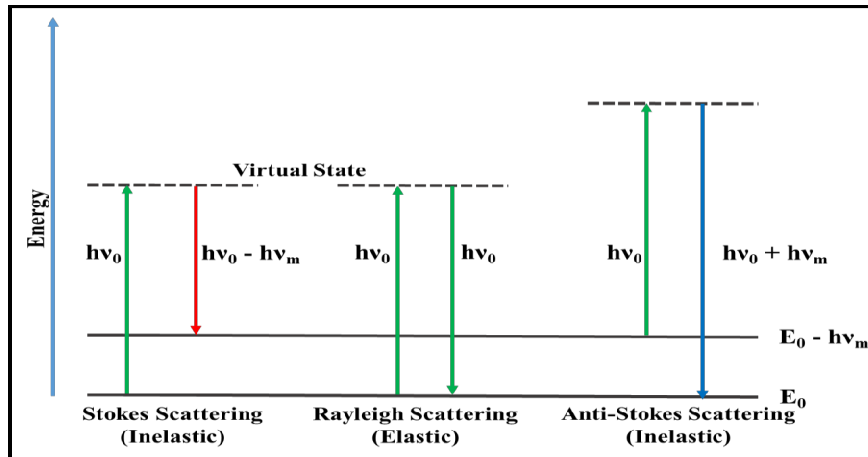 Energy
Virtual State
hν₀
hν₀ - hνₘ
hν₀
hν₀
hν₀
hν₀ + hνₘ
E₀ - hνₘ
E₀
Stokes Scattering
(Inelastic)
Rayleigh Scattering
(Elastic)
Anti-Stokes Scattering
(Inelastic)